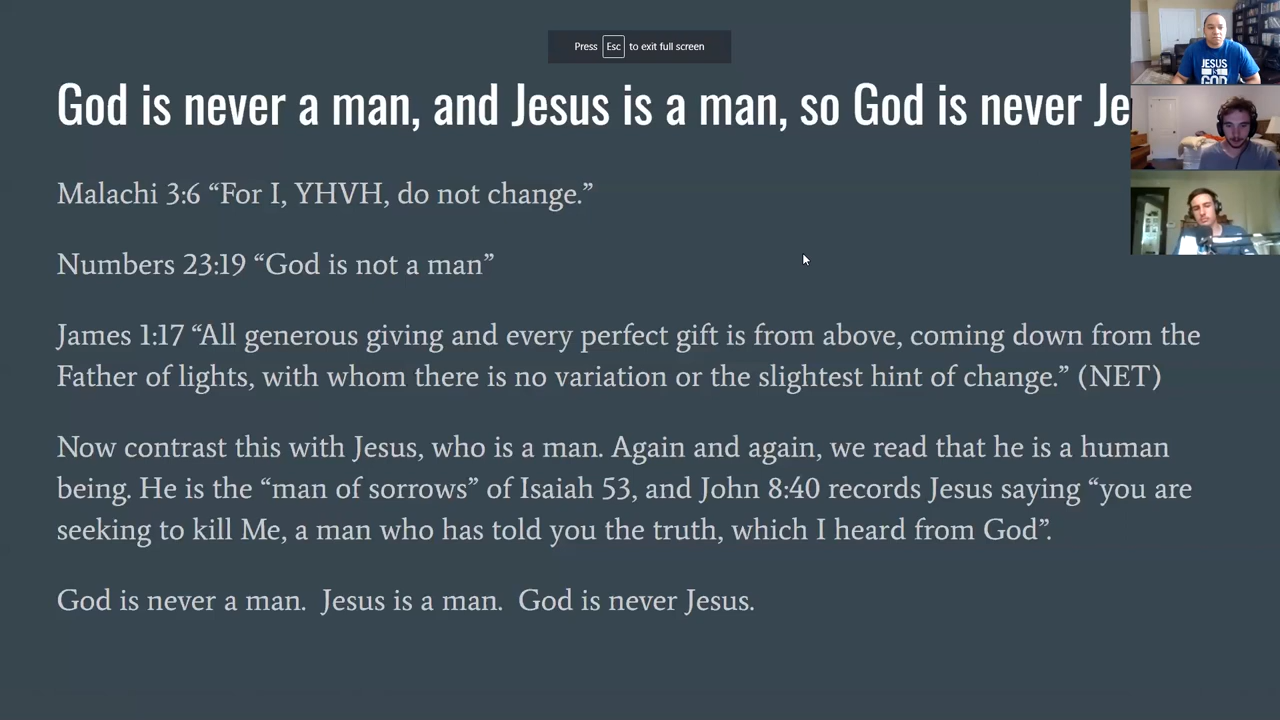 Press Esc to exit full screen
God is never a man, and Jesus is a man, so God is never Je
JESUS
IS
GOD
Malachi 3:6 “For I, YHVH, do not change.”
Numbers 23:19 “God is not a man”
James 1:17 “All generous giving and every perfect gift is from above, coming down from the
Father of lights, with whom there is no variation or the slightest hint of change.” (NET)
Now contrast this with Jesus, who is a man. Again and again, we read that he is a human
being. He is the “man of sorrows” of Isaiah 53, and John 8:40 records Jesus saying “you are
seeking to kill Me, a man who has told you the truth, which I heard from God”.
God is never a man.  Jesus is a man.  God is never Jesus.